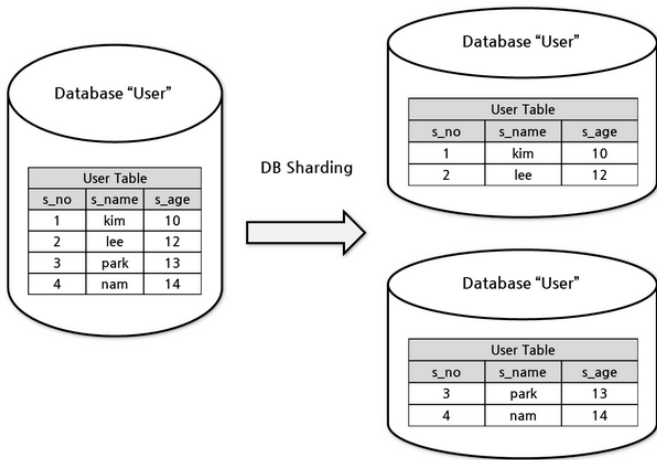 Database “User”
User Table
s_no s_name s_age
1 kim 10
2 lee 12
3 park 13
4 nam 14
DB Sharding
Database “User”
User Table
s_no s_name s_age
1 kim 10
2 lee 12
Database “User”
User Table
s_no s_name s_age
3 park 13
4 nam 14